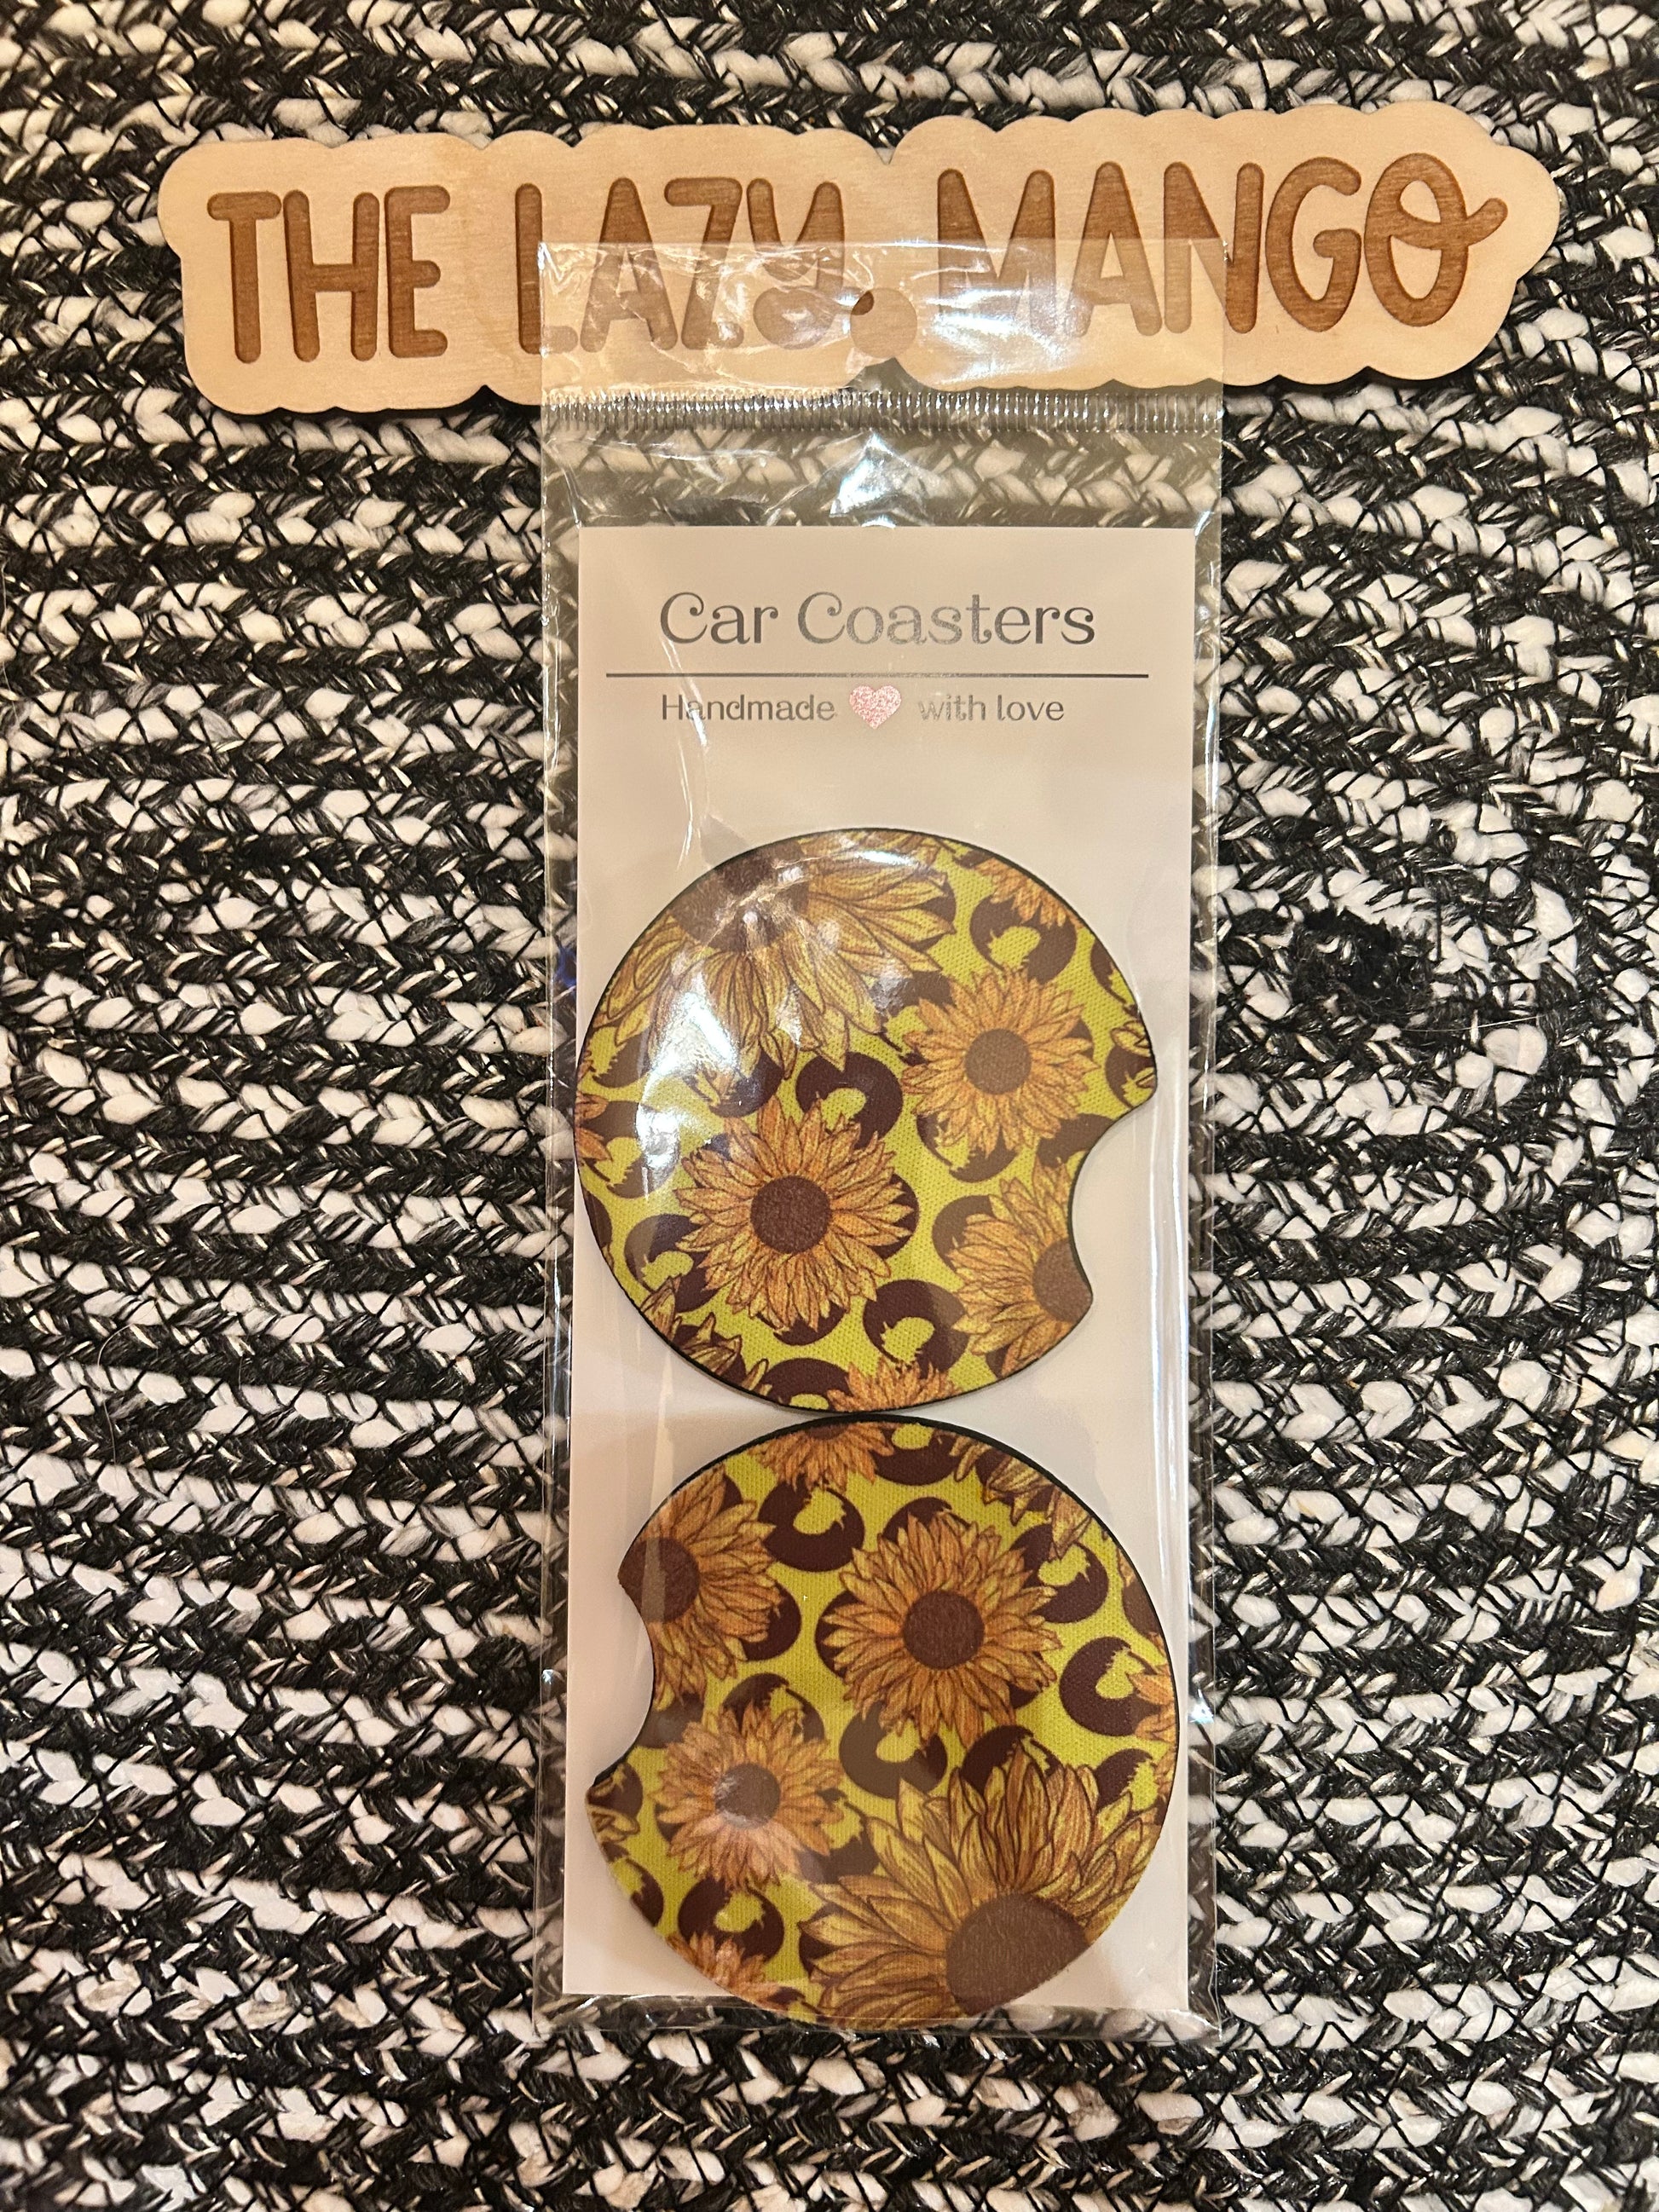 THE LAZY MANGO
Car Coasters
Handmade with love